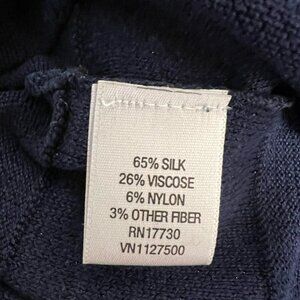 65% SILK
26% VISCOSE
6% NYLON
3% OTHER FIBER
RN17730
VN1127500